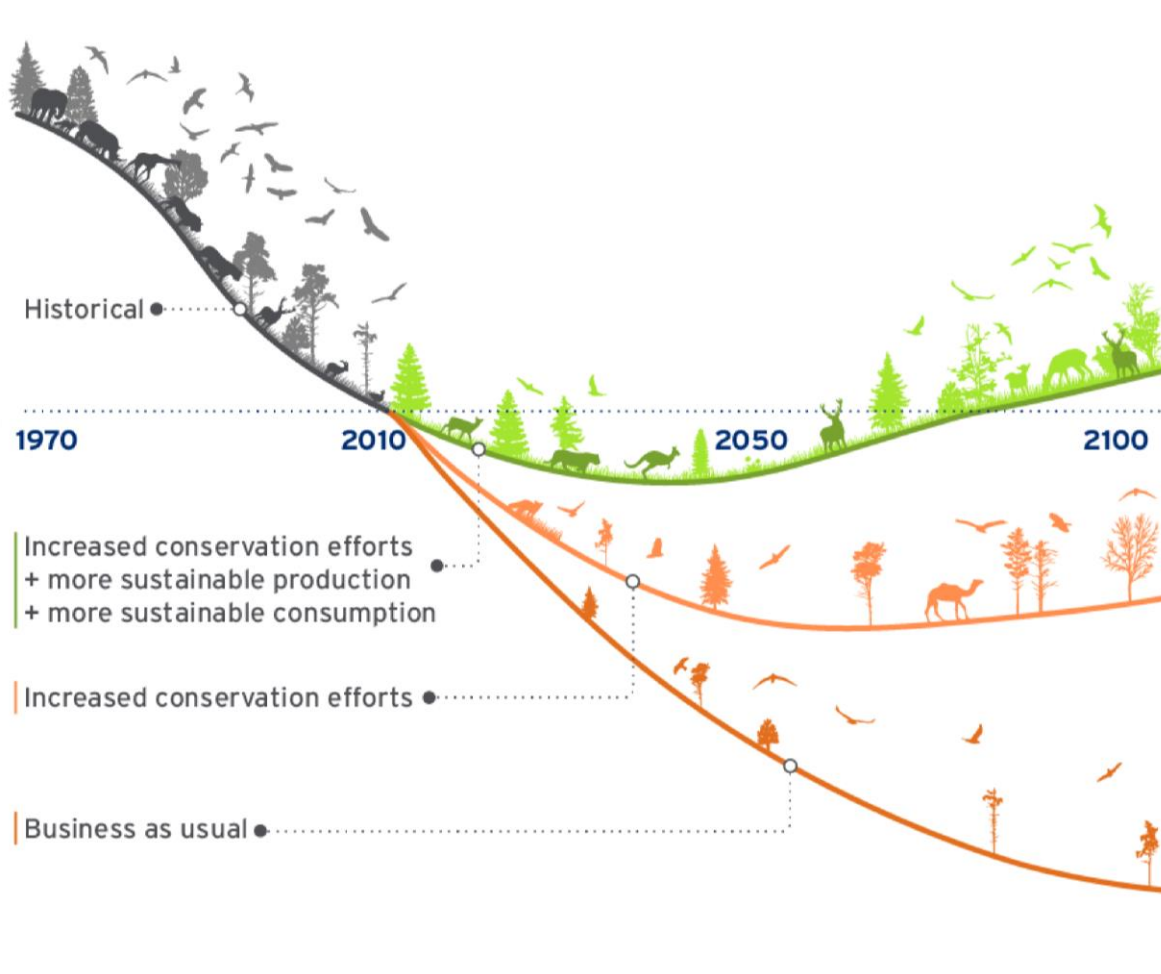 Historical
1970 2010 2050 2100
Increased conservation efforts
+ more sustainable production
+ more sustainable consumption
Increased conservation efforts
Business as usual